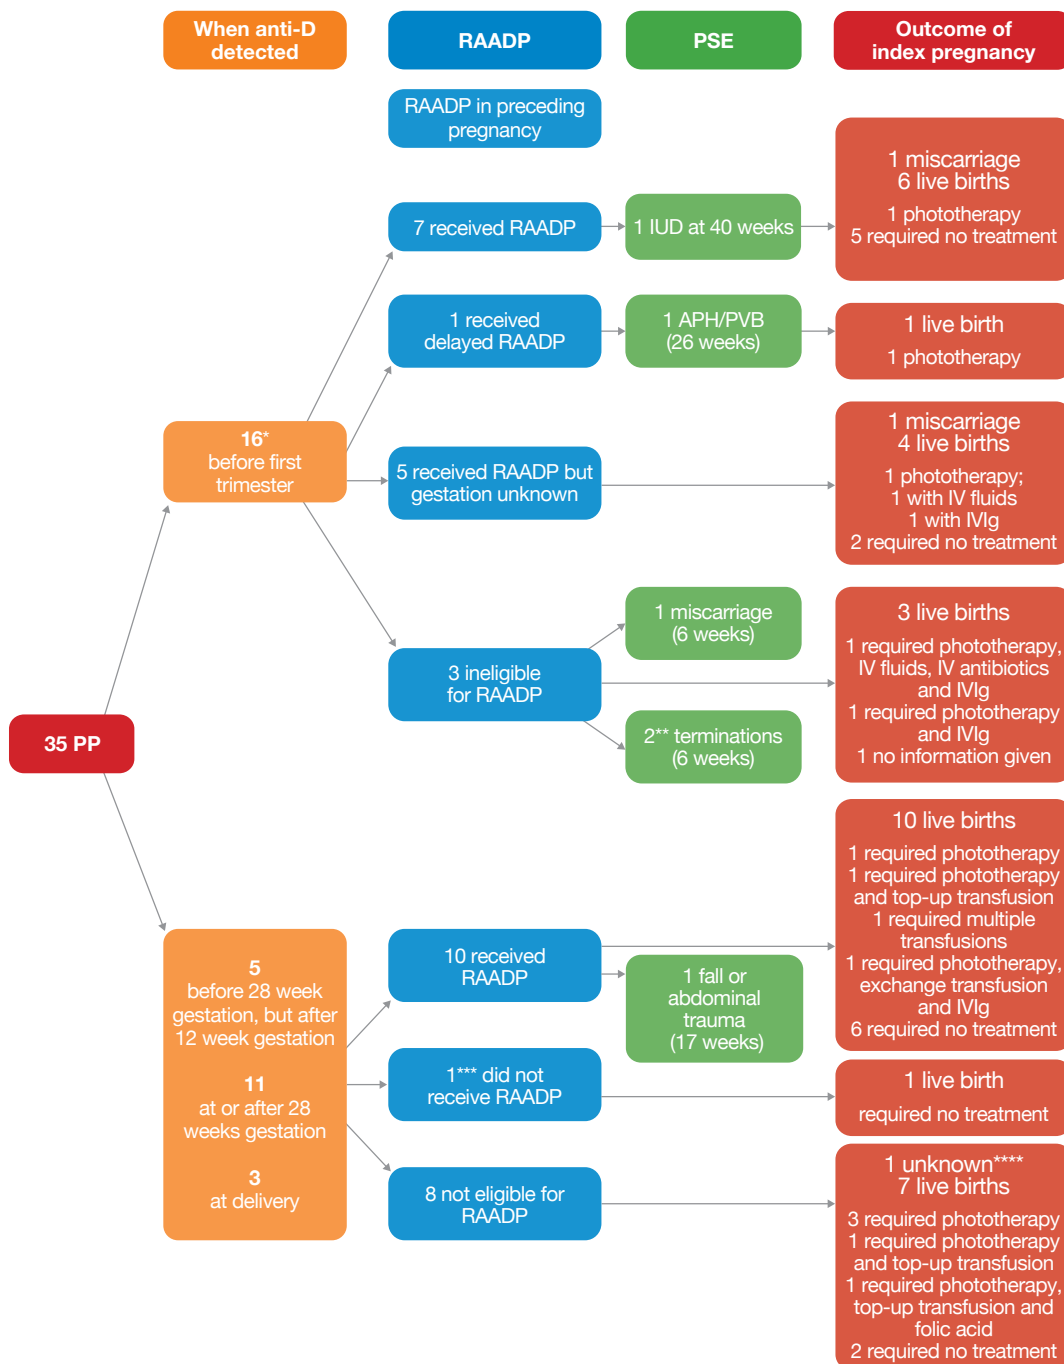 When anti-D
detected
RAADP
PSE
Outcome of
index pregnancy
RAADP in preceding
pregnancy
7 received RAADP
1 IUD at 40 weeks
1 miscarriage
6 live births
1 phototherapy
5 required no treatment
1 received
delayed RAADP
1 APH/PVB
(26 weeks)
1 live birth
1 phototherapy
16*
before first
trimester
5 received RAADP but
gestation unknown
1 miscarriage
4 live births
1 phototherapy;
1 with IV fluids
1 with IVIg
2 required no treatment
3 ineligible
for RAADP
1 miscarriage
(6 weeks)
2** terminations
(6 weeks)
3 live births
1 required phototherapy,
IV fluids, IV antibiotics
and IVIg
1 required phototherapy
and IVIg
1 no information given
35 PP
5
before 28 week
gestation, but after
12 week gestation
11
at or after 28
weeks gestation
3
at delivery
10 received
RAADP
1 fall or
abdominal
trauma
(17 weeks)
10 live births
1 required phototherapy
1 required phototherapy
and top-up transfusion
1 required multiple
transfusions
1 required phototherapy,
exchange transfusion
and IVIg
6 required no treatment
1*** did not
receive RAADP
1 live birth
required no treatment
8 not eligible for
RAADP
1 unknown****
7 live births
3 required phototherapy
1 required phototherapy
and top-up transfusion
1 required phototherapy,
top-up transfusion and
folic acid
2 required no treatment